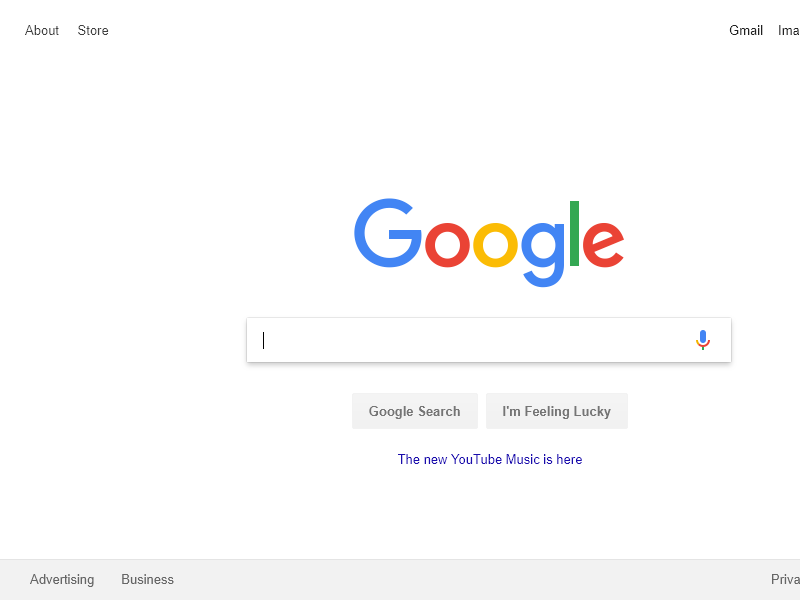 About Store Gmail Ima
Google
Google Search I'm Feeling Lucky
The new YouTube Music is here
Advertising Business Priva